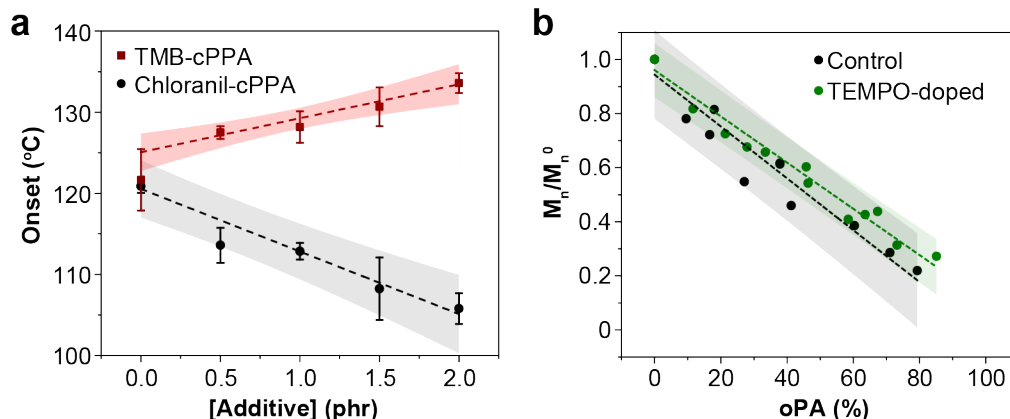 a
TMB-cPPA
Chloranil-cPPA
Onset (°C)
140
130
120
110
100
0.0 0.5 1.0 1.5 2.0
[Additive] (phr)
b
Control
TEMPO-doped
Mn/Mn0
1.0
0.8
0.6
0.4
0.2
0
0 20 40 60 80 100
oPA (%)